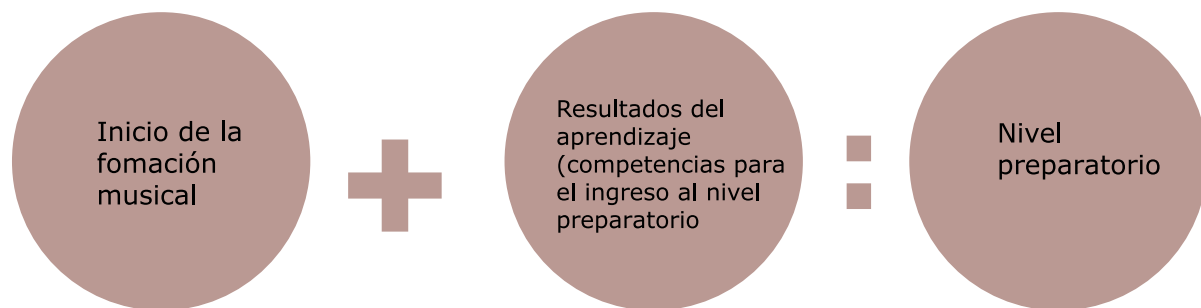 Inicio de la
fomación
musical
Resultados del
aprendizaje
(competencias para
el ingreso al nivel
preparatorio
Nivel
preparatorio